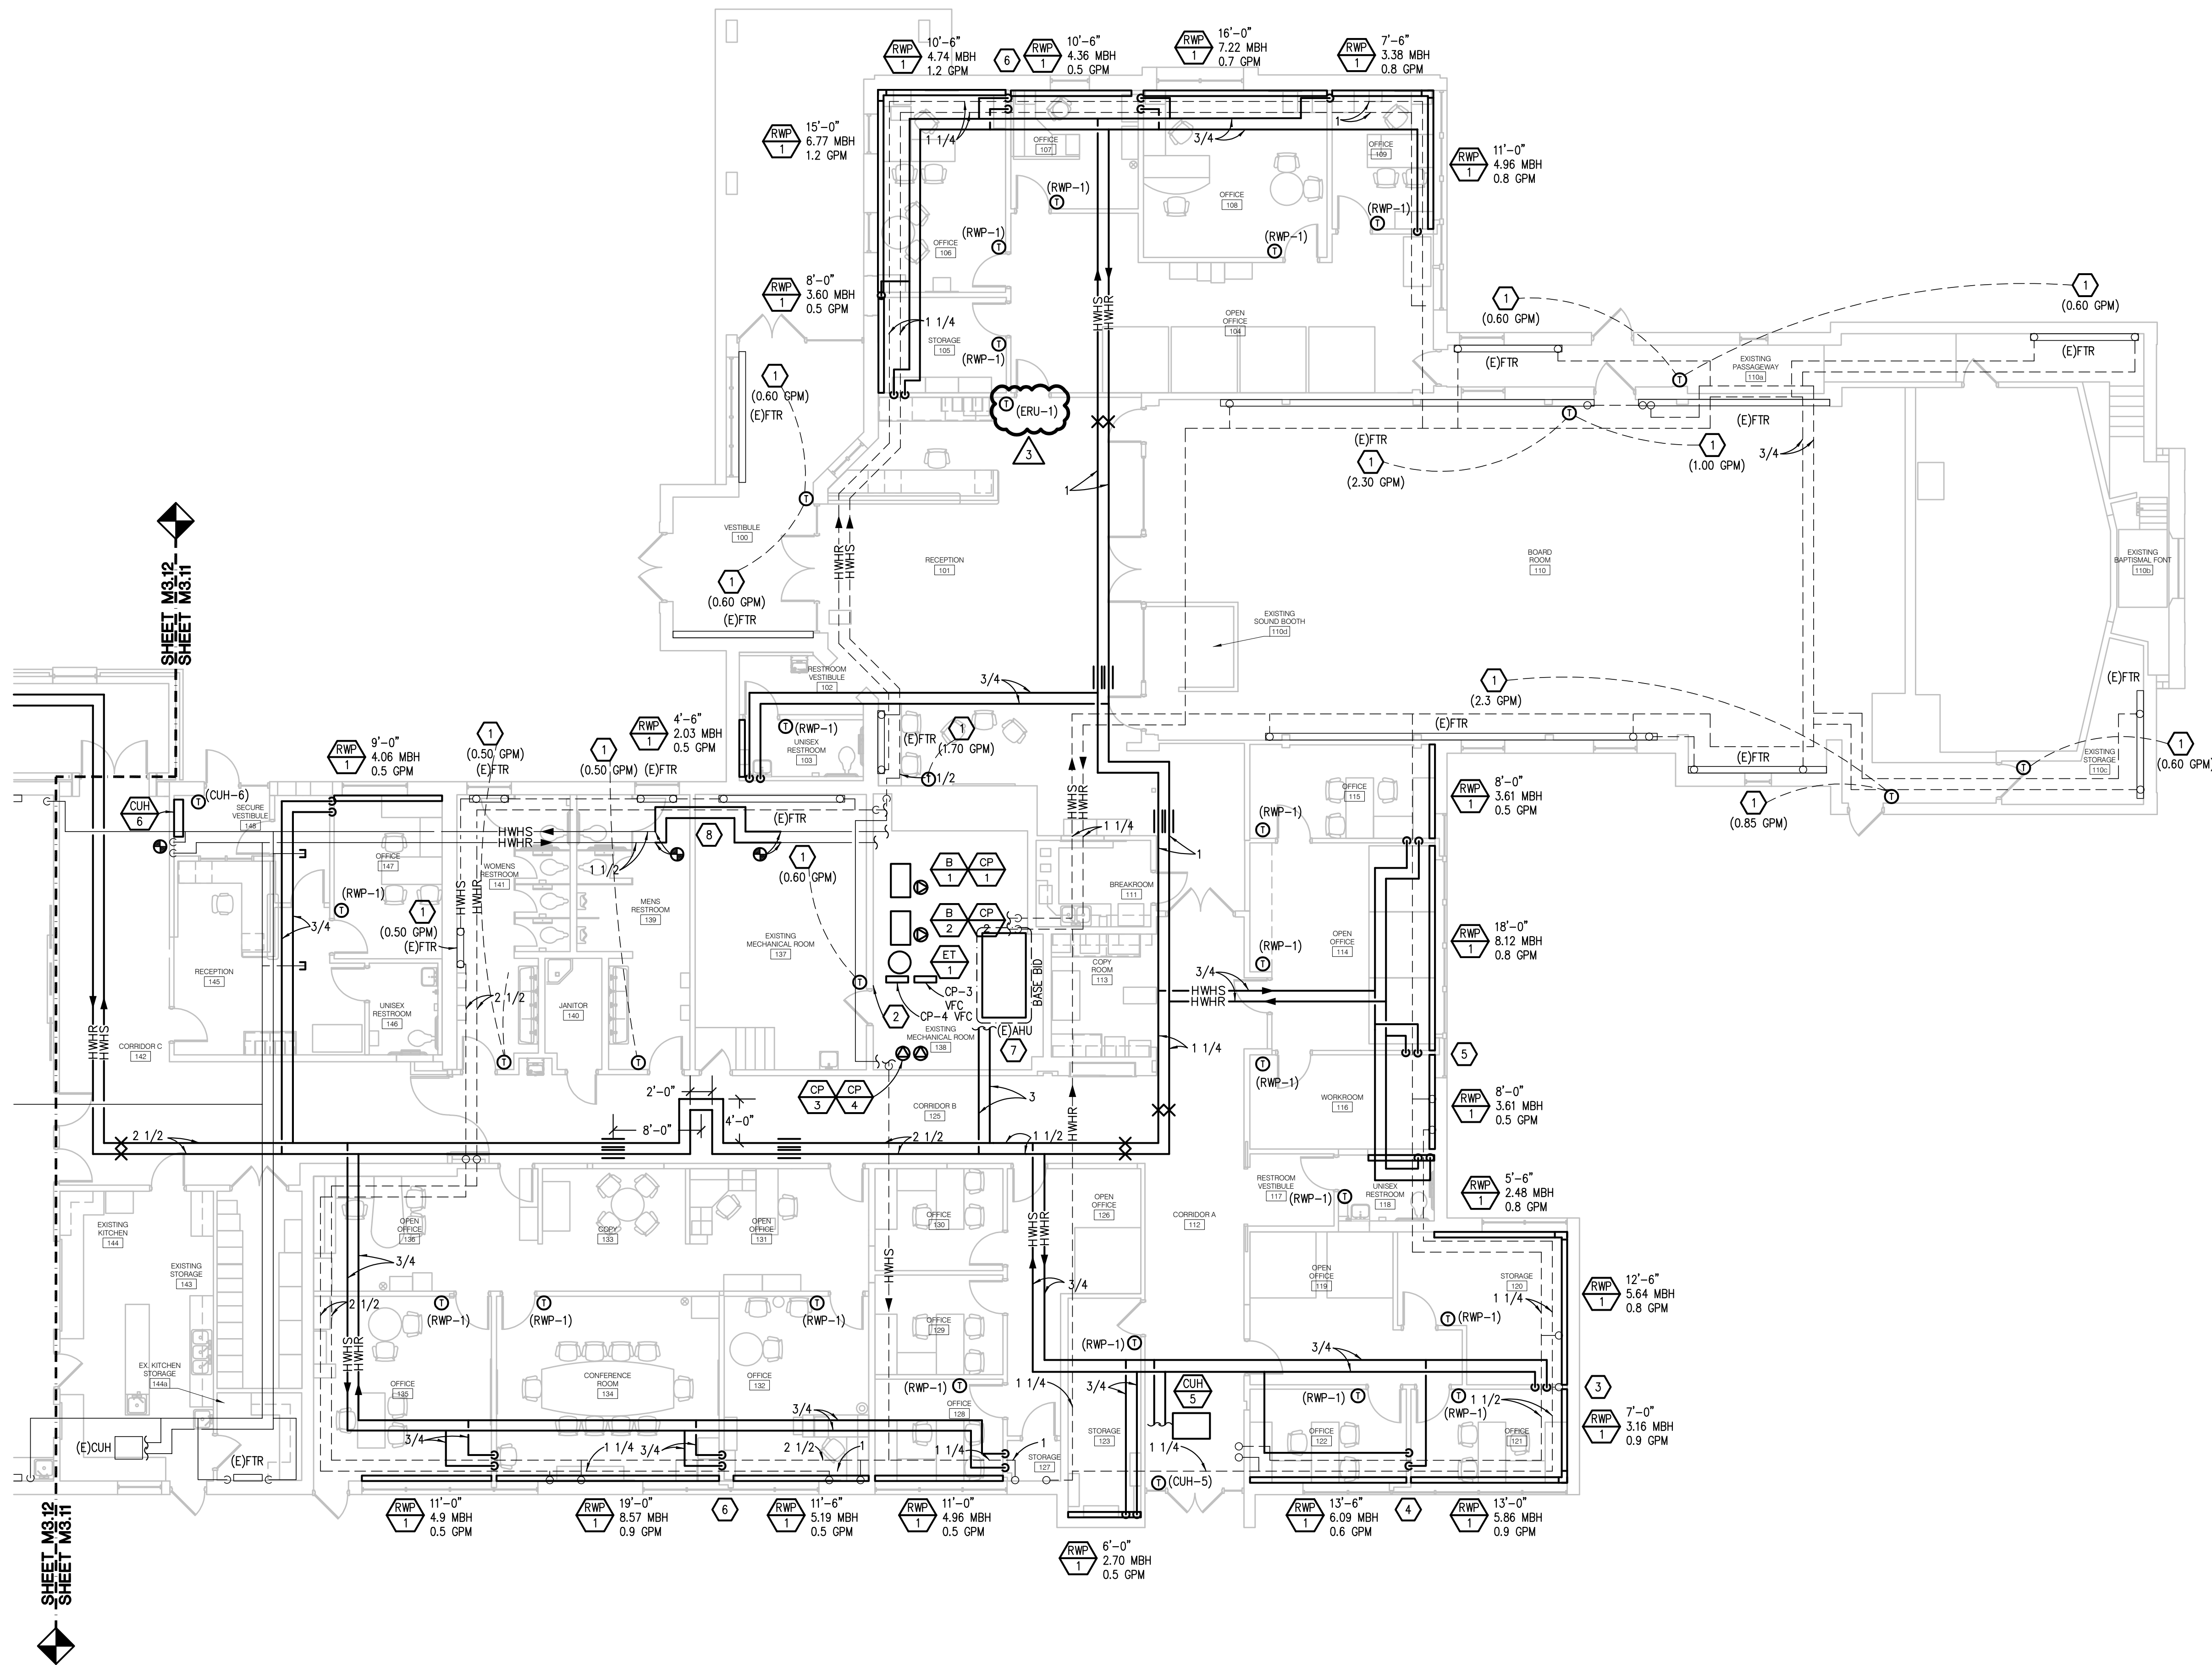 RWP
1
10'-6"
4.74 MBH
1.2 GPM
6
RWP
1
10'-6"
4.36 MBH
0.5 GPM
RWP
1
16'-0"
7.22 MBH
0.7 GPM
RWP
1
7'-6"
3.38 MBH
0.8 GPM
RWP
1
15'-0"
6.77 MBH
1.2 GPM
1 1/4
OFFICE
107
3/4
1
OFFICE
109
RWP
1
11'-0"
4.96 MBH
0.8 GPM
(RWP-1)
OFFICE
108
(RWP-1)
(RWP-1)
OFFICE
106
(RWP-1)
RWP
1
8'-0"
3.60 MBH
0.5 GPM
1 1/4
STORAGE
105
(RWP-1)
HWHS
HWHR
OPEN
OFFICE
104
1
(0.60 GPM)
1
(0.60 GPM)
(E)FTR
EXISTING
PASSAGEWAY
110a
(E)FTR
1
(0.60 GPM)
(E)FTR
T
(ERU-1)
3
(E)FTR
1
(2.30 GPM)
(E)FTR
1
(1.00 GPM)
3/4
1
SHEET M3.12
SHEET M3.11
VESTIBULE
100
HWHR
HWHS
RECEPTION
101
BOARD
ROOM
110
EXISTING
BAPTISMAL FONT
110b
1
(0.60 GPM)
(E)FTR
EXISTING
SOUND BOOTH
110d
RESTROOM
VESTIBULE
102
3/4
1
(2.3 GPM)
(E)FTR
(E)FTR
RWP
1
9'-0"
4.06 MBH
0.5 GPM
1
(0.50 GPM)
(E)FTR
1
(0.50 GPM)
(E)FTR
RWP
1
4'-6"
2.03 MBH
0.5 GPM
(RWP-1)
UNISEX
RESTROOM
103
(E)FTR
1
(1.70 GPM)
1/2
HWHS
HWHR
(E)FTR
EXISTING
STORAGE
110c
1
(0.60 GPM)
1
(0.85 GPM)
CUH
6
(CUH-6)
SECURE
VESTIBULE
148
HWHS
HWHR
8
(E)FTR
1 1/4
(RWP-1)
OFFICE
115
RWP
1
8'-0"
3.61 MBH
0.5 GPM
OFFICE
147
(RWP-1)
1
(0.50 GPM)
(E)FTR
HWHS
HWHR
WOMENS
RESTROOM
141
1 1/2
MENS
RESTROOM
139
1
(0.60 GPM)
B
1
CP
1
B
2
CP
2
BREAKROOM
111
1
3/4
EXISTING
MECHANICAL ROOM
137
ET
1
BASE BID
COPY
ROOM
113
(RWP-1)
OPEN
OFFICE
114
RWP
1
18'-0"
8.12 MBH
0.8 GPM
RECEPTION
145
UNISEX
RESTROOM
146
2 1/2
JANITOR
140
2
CP-3
VFC
CP-4 VFC
3/4
HWHS
HWHR
HWHR
HWHS
CORRIDOR C
142
EXISTING
MECHANICAL ROOM
138
(E)AHU
7
1 1/4
5
(RWP-1)
WORKROOM
116
RWP
1
8'-0"
3.61 MBH
0.5 GPM
2'-0"
CP
3
CP
4
CORRIDOR B
125
3
HWHR
8'-0"
4'-0"
2 1/2
2 1/2
1 1/2
RESTROOM
VESTIBULE
117
(RWP-1)
UNISEX
RESTROOM
118
RWP
1
5'-6"
2.48 MBH
0.8 GPM
EXISTING
KITCHEN
144
OPEN
OFFICE
136
COPY
133
OPEN
OFFICE
131
OFFICE
130
OPEN
OFFICE
126
CORRIDOR A
112
HWHS
HWHS
HWHR
3/4
EXISTING
STORAGE
143
3/4
OPEN
OFFICE
119
STORAGE
120
1 1/4
RWP
1
12'-6"
5.64 MBH
0.8 GPM
2 1/2
(RWP-1)
(RWP-1)
(RWP-1)
OFFICE
129
(RWP-1)
(RWP-1)
HWHS
HWHR
EX. KITCHEN
STORAGE
144a
OFFICE
135
CONFERENCE
ROOM
134
OFFICE
132
(RWP-1)
OFFICE
128
1 1/4
3/4
CUH
5
3/4
(RWP-1)
(RWP-1)
1 1/2
3
RWP
1
7'-0"
3.16 MBH
0.9 GPM
3/4
3/4
1 1/4
3/4
2 1/2
1
1 1/4
1
STORAGE
127
STORAGE
123
1 1/4
OFFICE
122
OFFICE
121
(E)CUH
(E)FTR
(CUH-5)
RWP
1
11'-0"
4.9 MBH
0.5 GPM
RWP
1
19'-0"
8.57 MBH
0.9 GPM
6
RWP
1
11'-6"
5.19 MBH
0.5 GPM
RWP
1
11'-0"
4.96 MBH
0.5 GPM
RWP
1
13'-6"
6.09 MBH
0.6 GPM
4
RWP
1
13'-0"
5.86 MBH
0.9 GPM
RWP
1
6'-0"
2.70 MBH
0.5 GPM
SHEET M3.12
SHEET M3.11